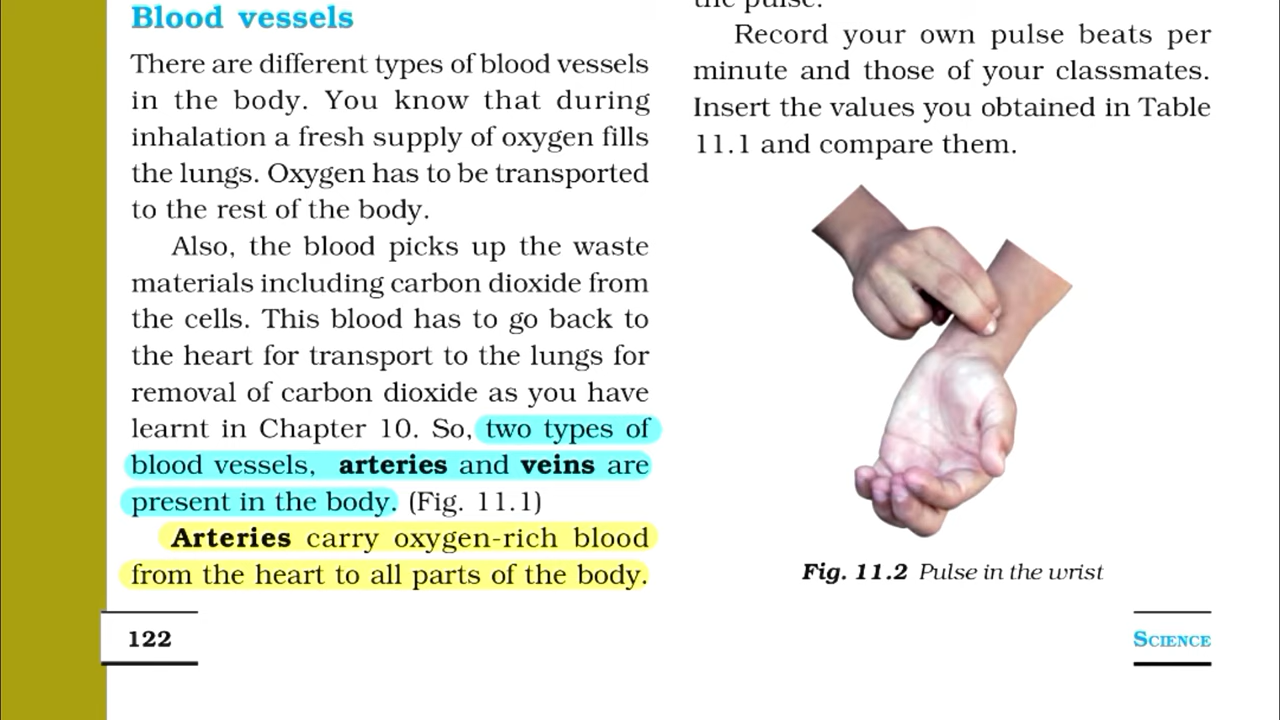 Blood vessels
There are different types of blood vessels
in the body. You know that during
inhalation a fresh supply of oxygen fills
the lungs. Oxygen has to be transported
to the rest of the body.
Also, the blood picks up the waste
materials including carbon dioxide from
the cells. This blood has to go back to
the heart for transport to the lungs for
removal of carbon dioxide as you have
learnt in Chapter 10. So, two types of
blood vessels, arteries and veins are
present in the body. (Fig. 11.1)
Arteries carry oxygen-rich blood
from the heart to all parts of the body.
the pulse.
Record your own pulse beats per
minute and those of your classmates.
Insert the values you obtained in Table
11.1 and compare them.
Fig. 11.2 Pulse in the wrist
122
SCIENCE